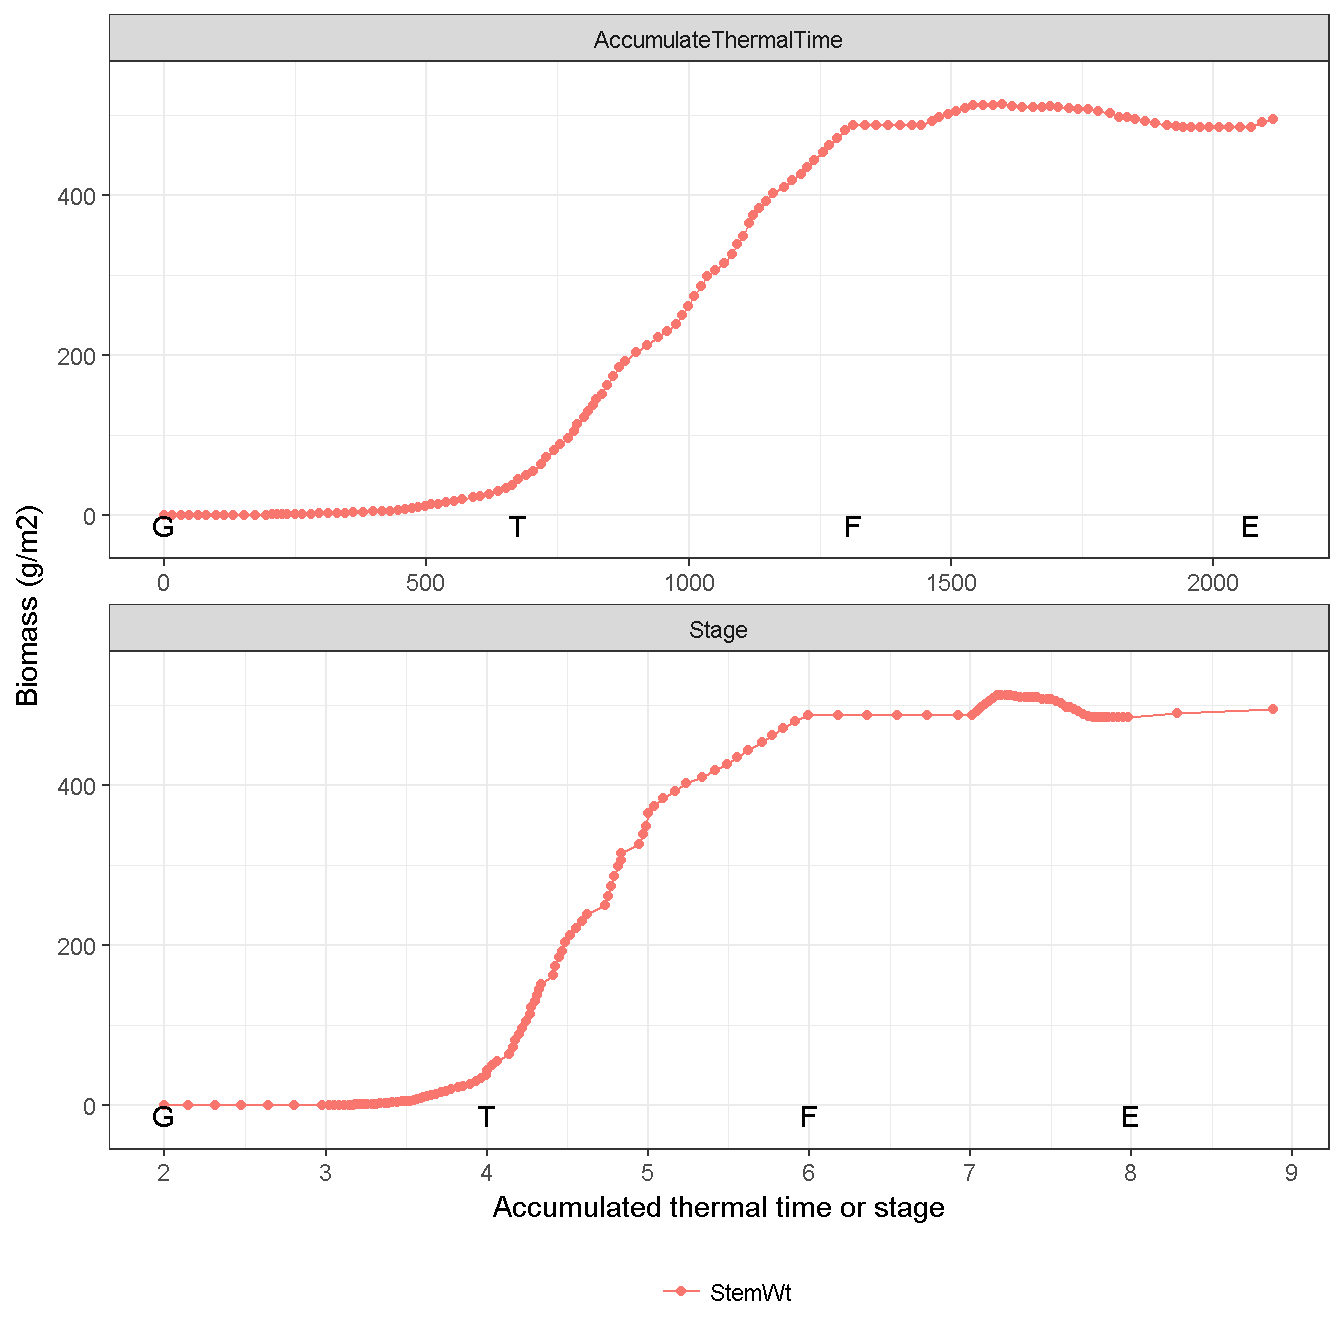 AccumulateThermalTime
400
200
0
G T F E
0 500 1000 1500 2000
Biomass (g/m2)
Stage
400
200
0
G T F E
2 3 4 5 6 7 8 9
Accumulated thermal time or stage
StemWt